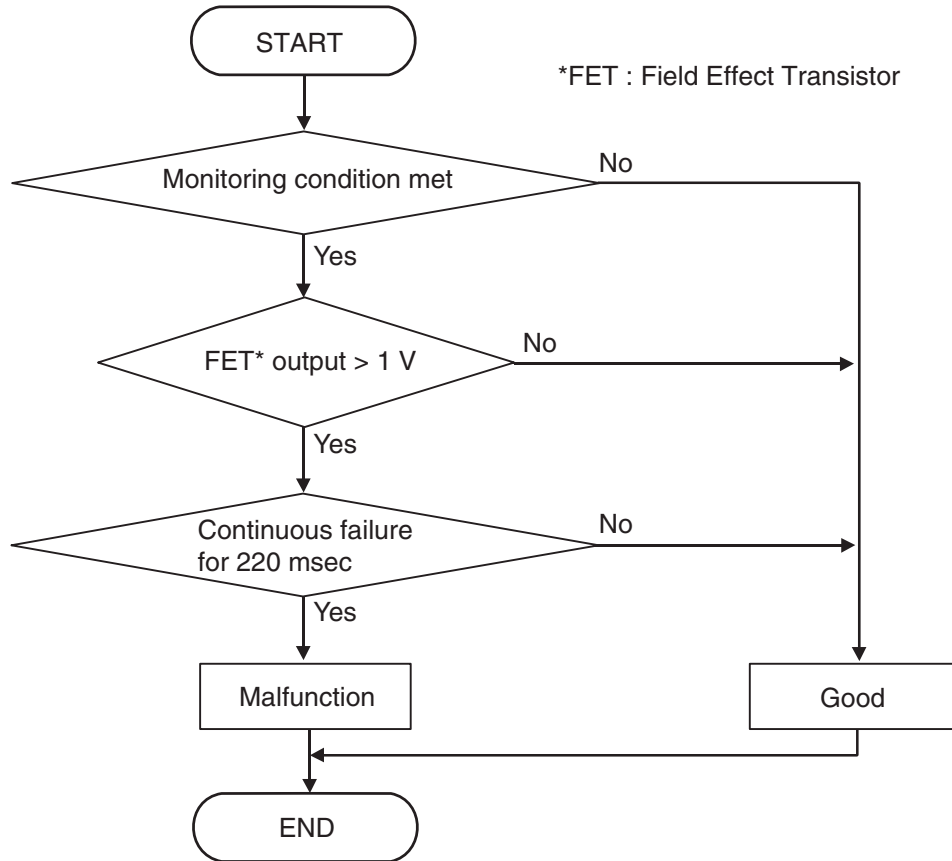 START
*FET : Field Effect Transistor
Monitoring condition met
No
Yes
FET* output > 1 V
No
Yes
Continuous failure
for 220 msec
No
Yes
Malfunction
Good
END